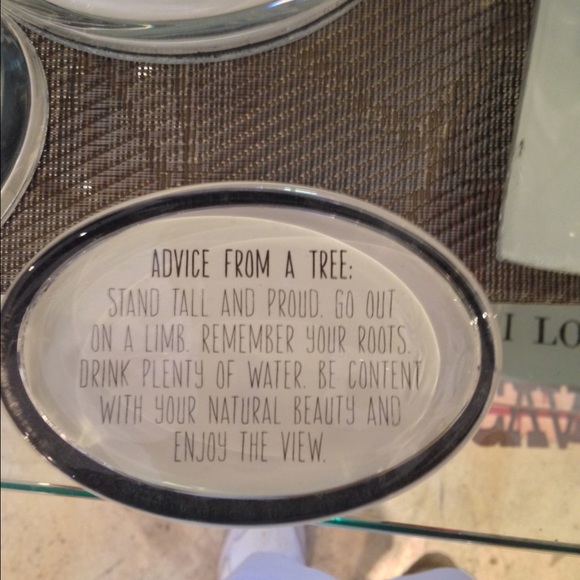 ADVICE FROM A TREE:
STAND TALL AND PROUD. GO OUT
ON A LIMB. REMEMBER YOUR ROOTS.
DRINK PLENTY OF WATER. BE CONTENT
WITH YOUR NATURAL BEAUTY AND
ENJOY THE VIEW.
I LO